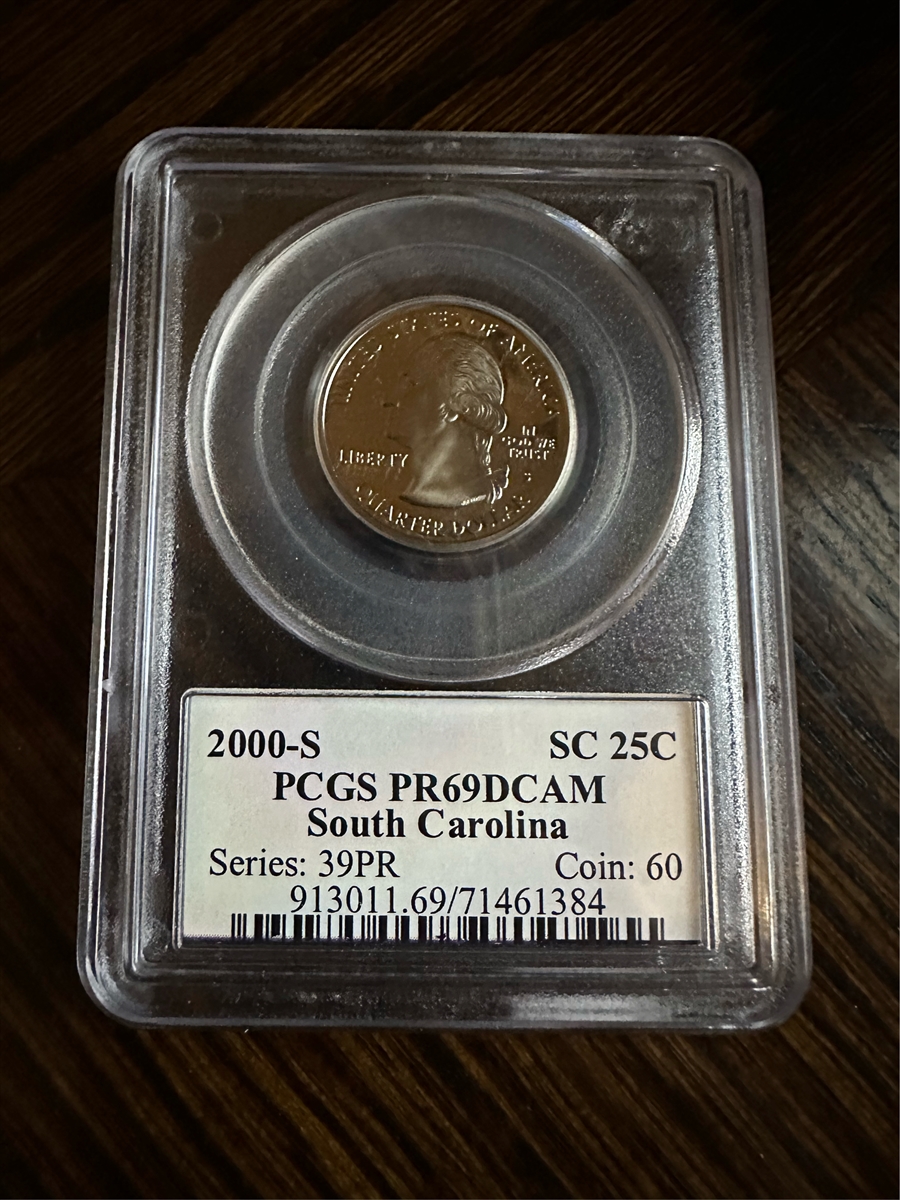 UNITED STATES OF AMERICA
LIBERTY
IN
GOD WE
TRUST
S
QUARTER DOLLAR
2000-S SC 25C
PCGS PR69DCAM
South Carolina
Series: 39PR Coin: 60
913011.69/71461384